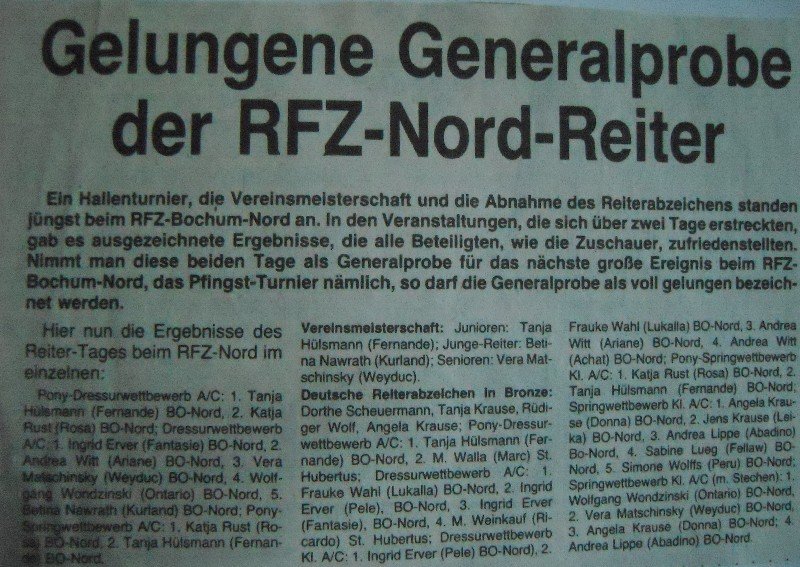 Gelungene Generalprobe
der RFZ-Nord-Reiter
Ein Hallenturnier, die Vereinsmeisterschaft und die Abnahme des Reiterabzeichens standen
jüngst beim RFZ-Bochum-Nord an. In den Veranstaltungen, die sich über zwei Tage erstreckten,
gab es ausgezeichnete Ergebnisse, die alle Beteiligten, wie die Zuschauer, zufriedenstellten.
Nimmt man diese beiden Tage als Generalprobe für das nächste große Ereignis beim RFZ-
Bochum-Nord, das Pfingst-Turnier nämlich, so darf die Generalprobe als voll gelungen bezeich-
net werden.
Hier nun die Ergebnisse des
Reiter-Tages beim RFZ-Nord im
einzelnen:
Pony-Dressurwettbewerb A/C: 1. Tanja
Hülsmann (Fernande) BO-Nord, 2. Katja
Rust (Rosa) BO-Nord; Dressurwettbewerb
A/C: 1. Ingrid Erver (Fantasie) BO-Nord, 2.
Andrea Witt (Ariane) BO-Nord, 3. Vera
Matschinsky (Weyduc) BO-Nord, 4. Wolf-
gang Wondzinski (Ontario) BO-Nord, 5.
Betina Nawrath (Kurland) BO-Nord; Pony-
Springwettbewerb A/C: 1. Katja Rust (Ro-
sa) BO-Nord, 2. Tanja Hülsmann (Fernan-
de) BO-Nord.
Vereinsmeisterschaft: Junioren: Tanja
Hülsmann (Fernande); Junge-Reiter: Beti-
na Nawrath (Kurland); Senioren: Vera Mat-
schinsky (Weyduc).
Deutsche Reiterabzeichen in Bronze:
Dorthe Scheuermann, Tanja Krause, Rüdi-
ger Wolf, Angela Krause; Pony-Dressur-
wettbewerb A/C: 1. Tanja Hülsmann (Fer-
nande) BO-Nord, 2. M. Walla (Marc) St.
Hubertus; Dressurwettbewerb A/C: 1.
Frauke Wahl (Lukalla) BO-Nord, 2. Ingrid
Erver (Pele), BO-Nord, 3. Ingrid Erver
(Fantasie), BO-Nord, 4. M. Weinkauf (Ri-
cardo) St. Hubertus; Dressurwettbewerb
Kl. A/C: 1. Ingrid Erver (Pele) BO-Nord, 2.
Frauke Wahl (Lukalla) BO-Nord, 3. Andrea
Witt (Ariane) BO-Nord, 4. Andrea Witt
(Achat) BO-Nord; Pony-Springwettbewerb
Kl. A/C: 1. Katja Rust (Rosa) BO-Nord, 2.
Tanja Hülsmann (Fernande) BO-Nord;
Springwettbewerb Kl. A/C: 1. Angela Krau-
se (Donna) BO-Nord, 2. Jens Krause (Lei-
ka) BO-Nord, 3. Andrea Lippe (Abadino)
Bo-Nord, 4. Sabine Lueg (Fellaw) BO-
Nord, 5. Simone Wolffs (Peru) BO-Nord;
Springwettbewerb Kl. A/C (m. Stechen): 1.
Wolfgang Wondzinski (Ontario) BO-Nord,
2. Vera Matschinsky (Weyduc) BO-Nord,
3. Angela Krause (Donna) BO-Nord; 4.
Andrea Lippe (Abadino) BO-Nord.